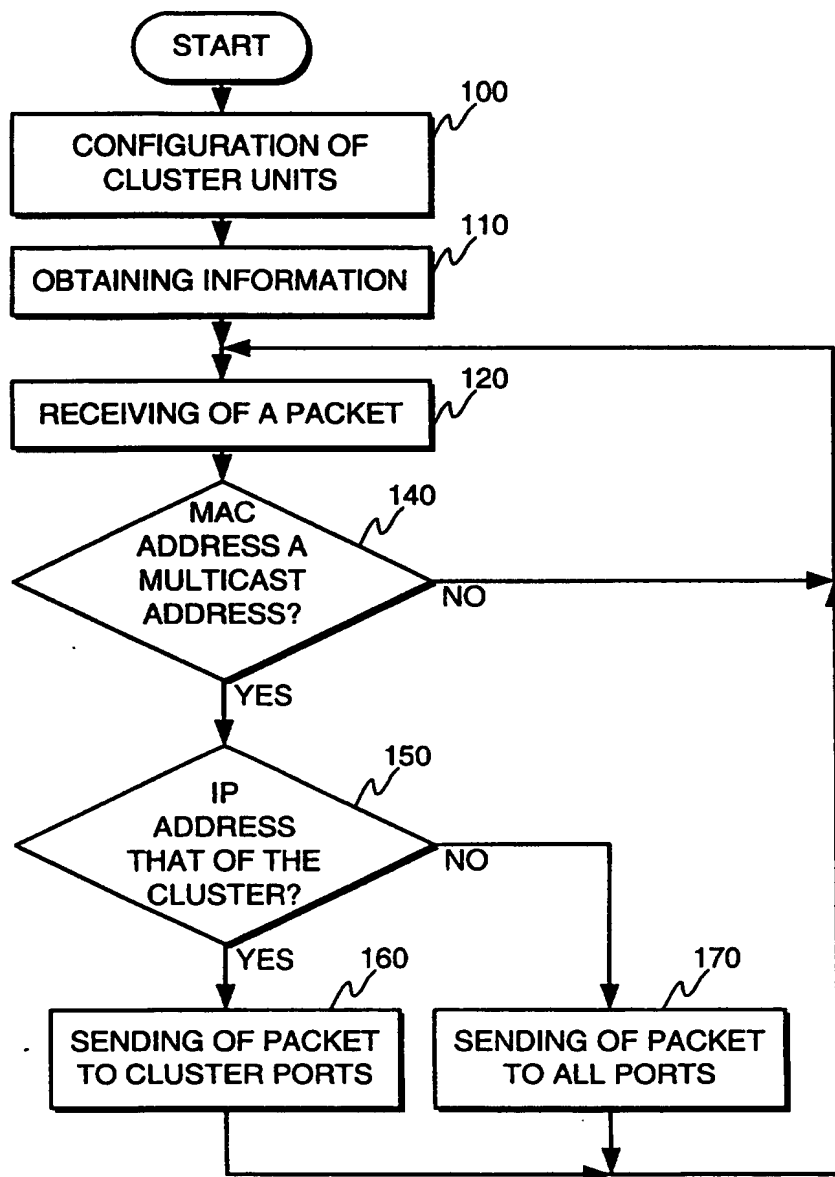 START
100
CONFIGURATION OF
CLUSTER UNITS
110
OBTAINING INFORMATION
120
RECEIVING OF A PACKET
140
MAC
ADDRESS A
MULTICAST
ADDRESS?
NO
YES
150
IP
ADDRESS
THAT OF THE
CLUSTER?
NO
YES
160
SENDING OF PACKET
TO CLUSTER PORTS
170
SENDING OF PACKET
TO ALL PORTS